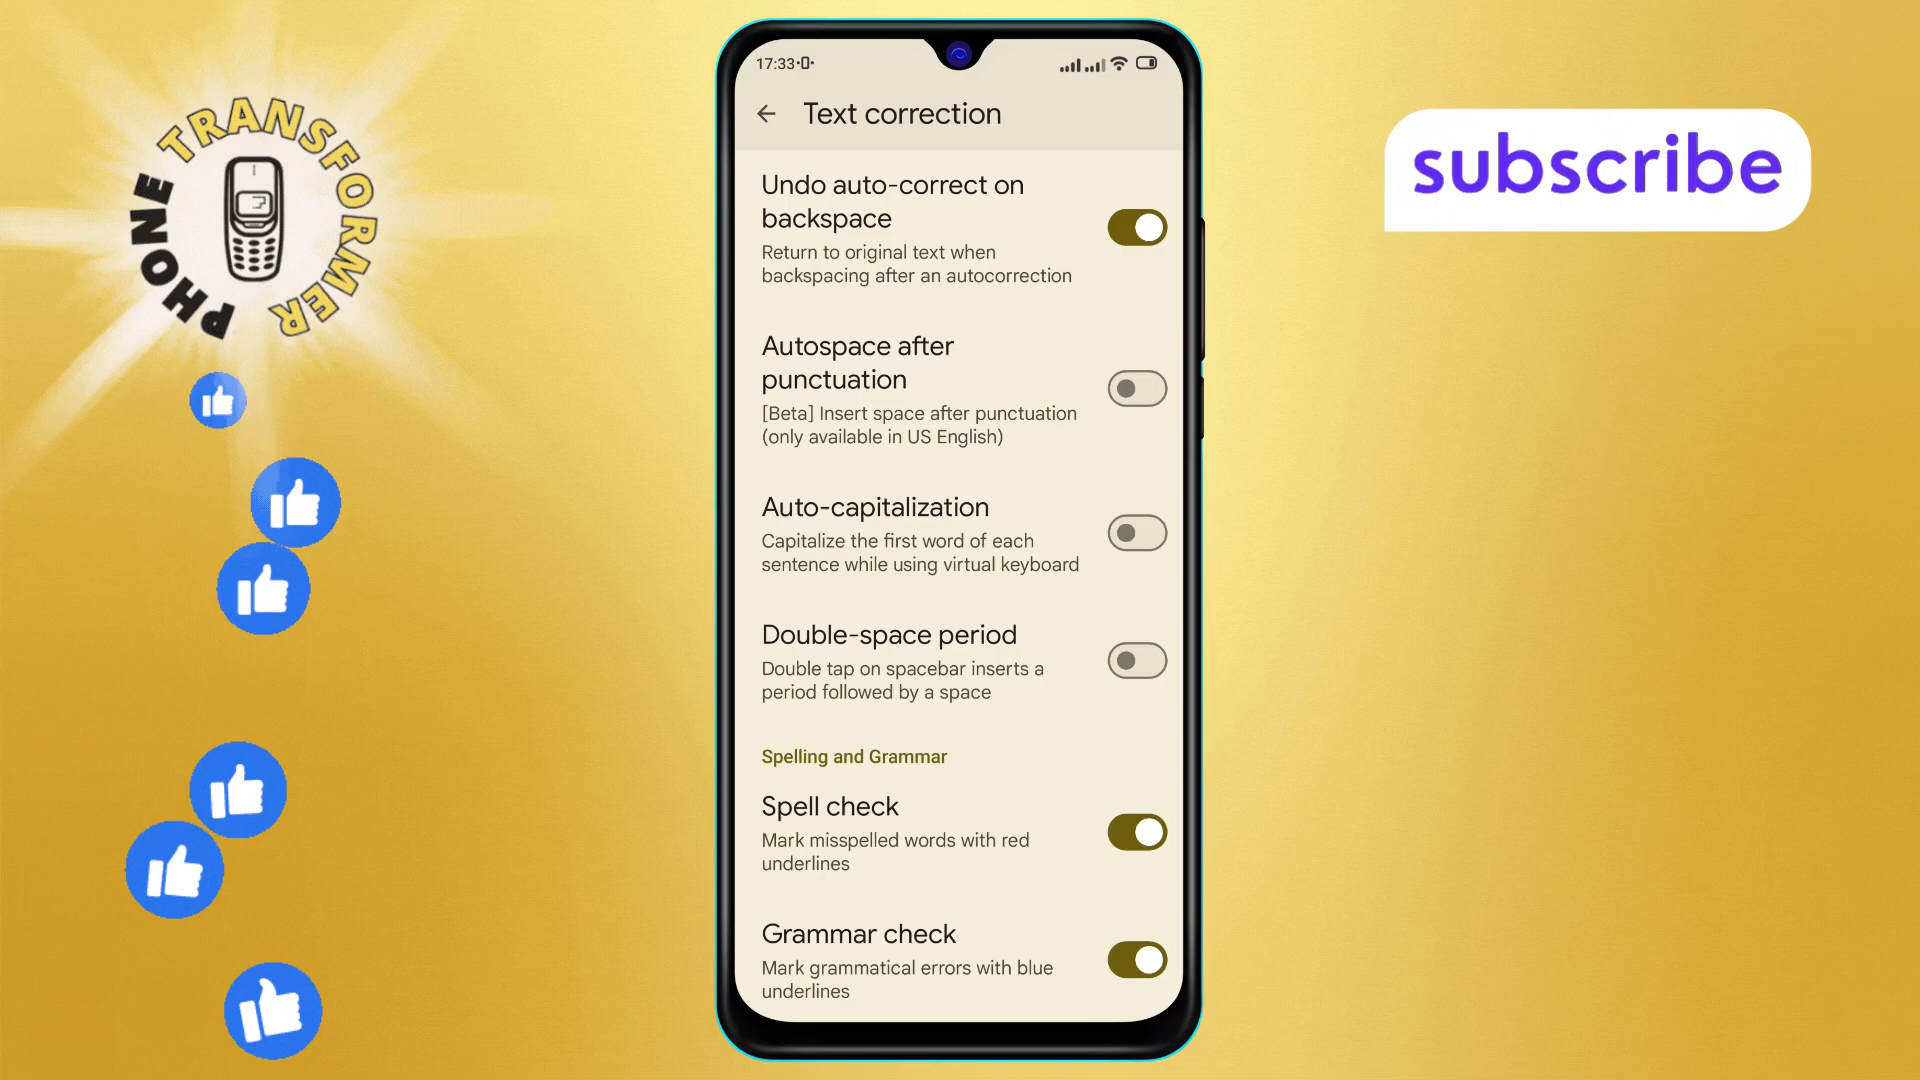 PHONE TRANSFORMER
subscribe
17:33
Text correction
Undo auto-correct on
backspace
Return to original text when
backspacing after an autocorrection
Autospace after
punctuation
[Beta] Insert space after punctuation
(only available in US English)
Auto-capitalization
Capitalize the first word of each
sentence while using virtual keyboard
Double-space period
Double tap on spacebar inserts a
period followed by a space
Spelling and Grammar
Spell check
Mark misspelled words with red
underlines
Grammar check
Mark grammatical errors with blue
underlines